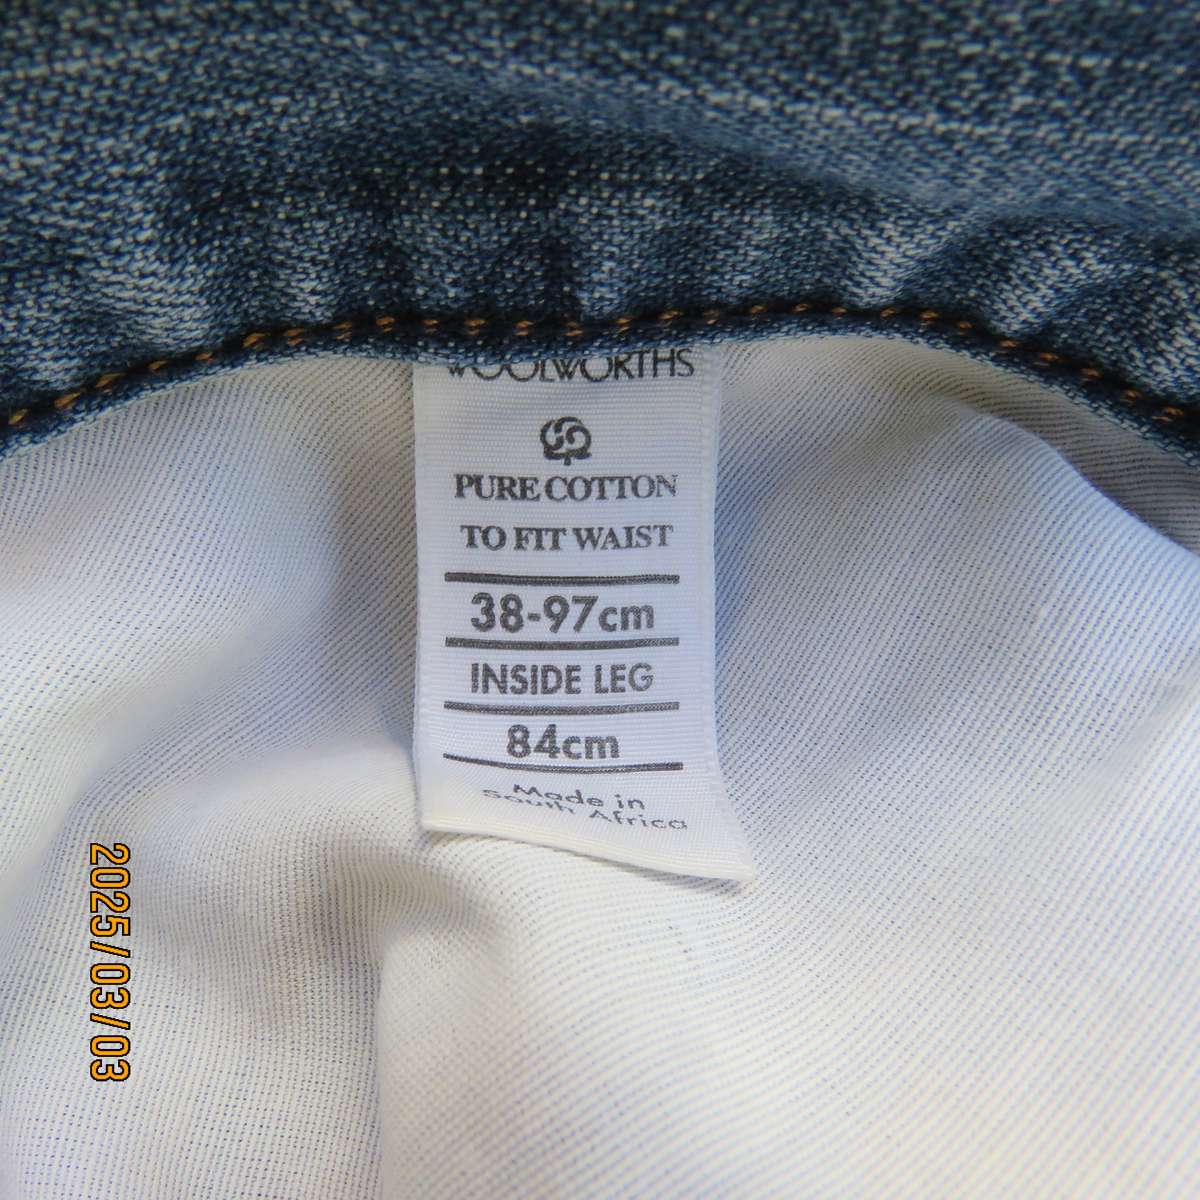 WOOLWORTHS
PURE COTTON
TO FIT WAIST
38-97cm
INSIDE LEG
84cm
Made in
South Africa
2025/03/03